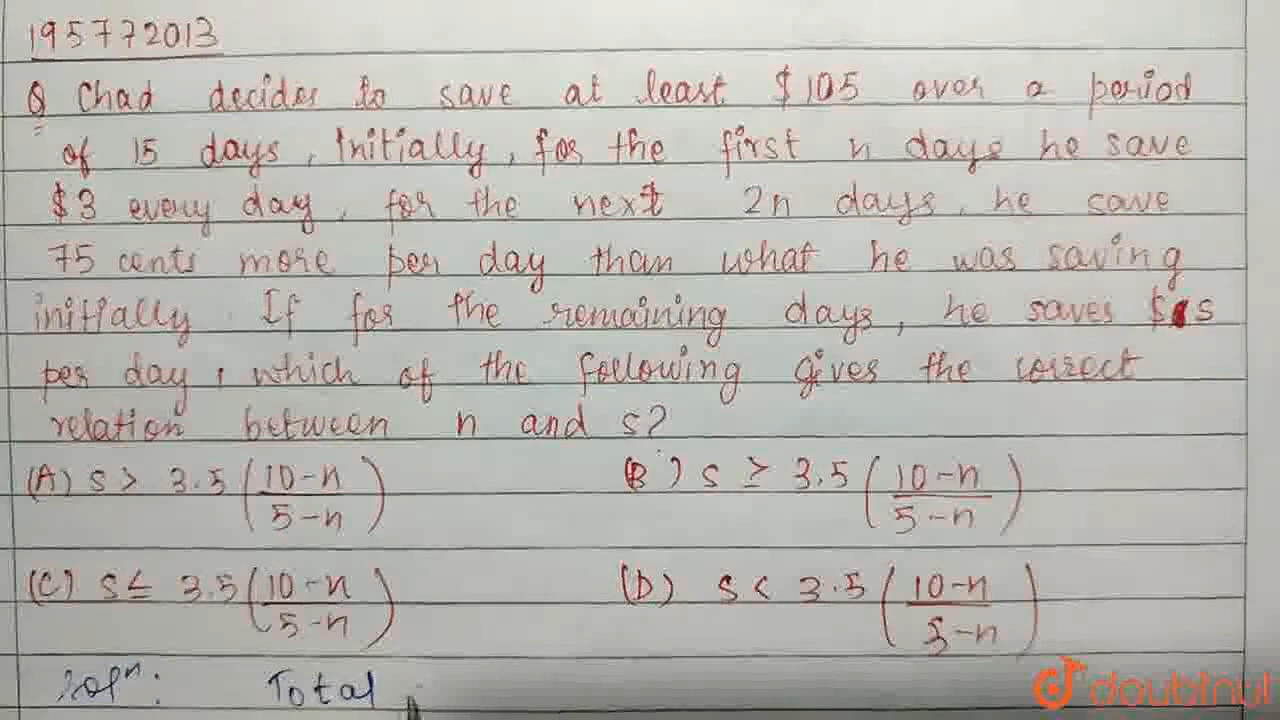 195772013
Q Chad decides to save at least $105 over a period
of 15 days, Initially, for the first n days he save
$3 every day, for the next 2n days, he save
75 cents more per day than what he was saving
initially. If for the remaining days, he saves $ s
per day, which of the following gives the correct
relation between n and s?
(A) s > 3.5 (10-n / 5-n) (B) s ≥ 3.5 (10-n / 5-n)
(C) s ≤ 3.5 (10-n / 5-n) (D) s < 3.5 (10-n / 5-n)
Solⁿ: Total
doubtnut